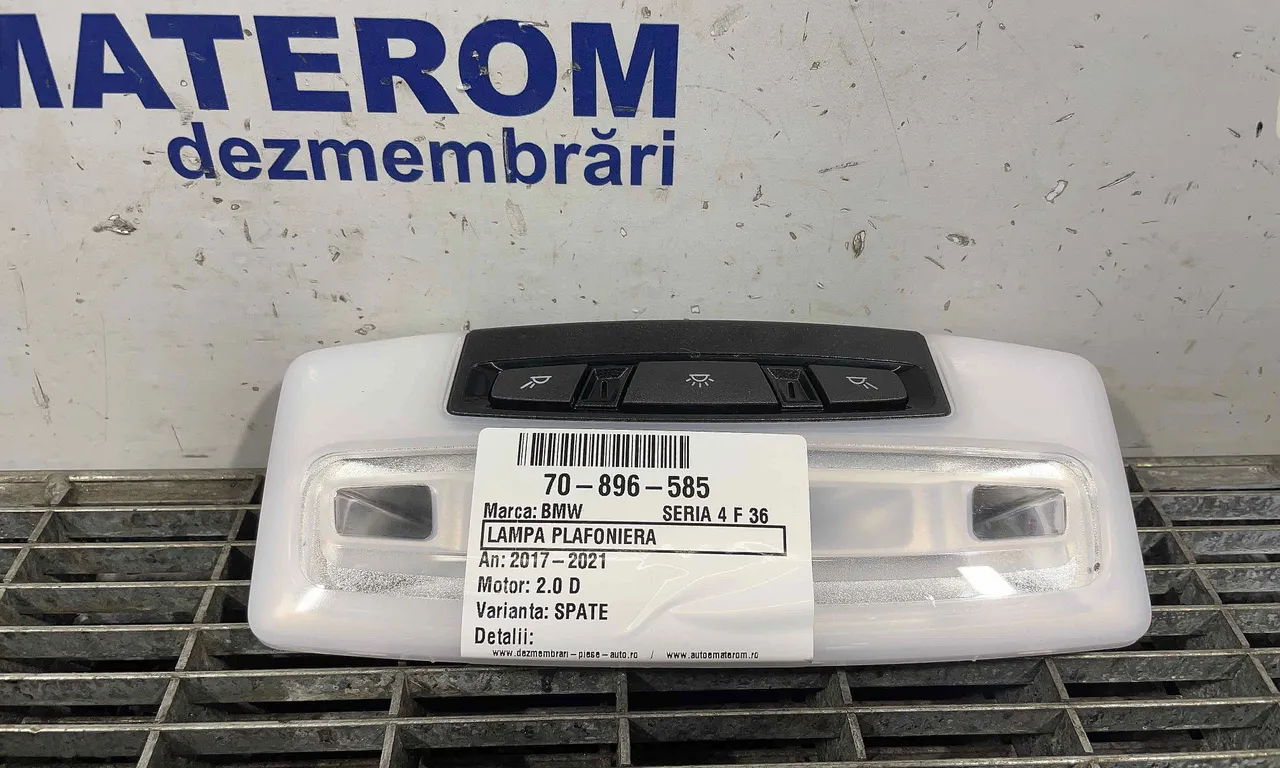 MATEROM
dezmembrări
70-896-585
Marca: BMW SERIA 4 F 36
LAMPA PLAFONIERA
An: 2017-2021
Motor: 2.0 D
Varianta: SPATE
Detalii:
www.dezmembrari-piese-auto.ro / www.automaterom.ro